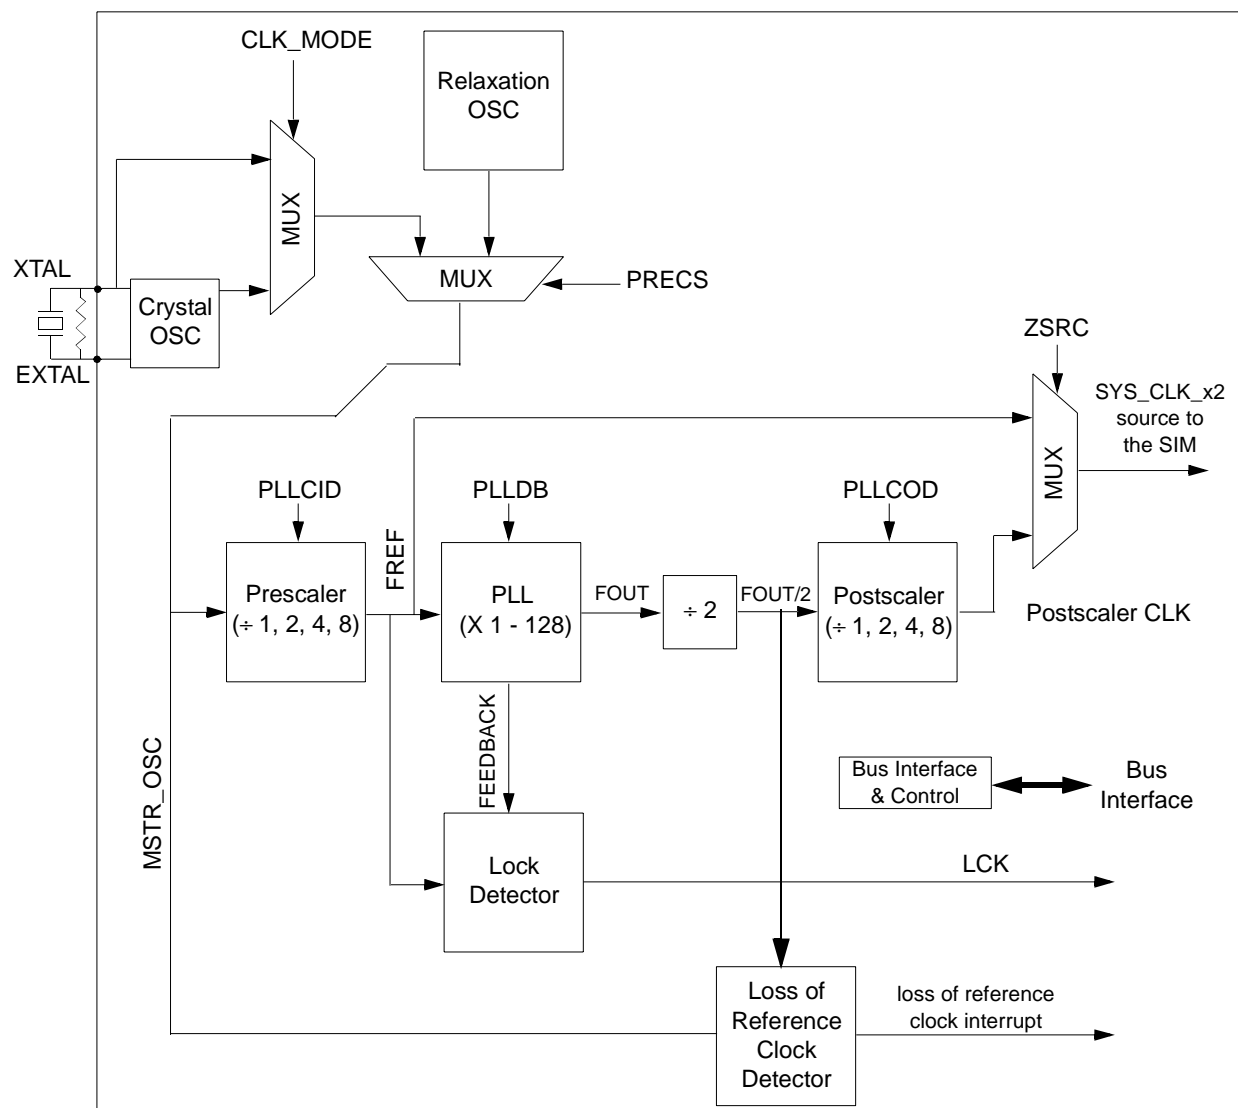 CLK_MODE
Relaxation
OSC
MUX
XTAL
MUX
PRECS
Crystal
OSC
EXTAL
ZSRC
SYS_CLK_x2
source to
the SIM
MUX
PLLCID
PLLDB
PLLCOD
FREF
Prescaler
(÷ 1, 2, 4, 8)
PLL
(X 1 - 128)
FOUT
÷ 2
FOUT/2
Postscaler
(÷ 1, 2, 4, 8)
Postscaler CLK
FEEDBACK
MSTR_OSC
Bus Interface
& Control
Bus
Interface
Lock
Detector
LCK
Loss of
Reference
Clock
Detector
loss of reference
clock interrupt